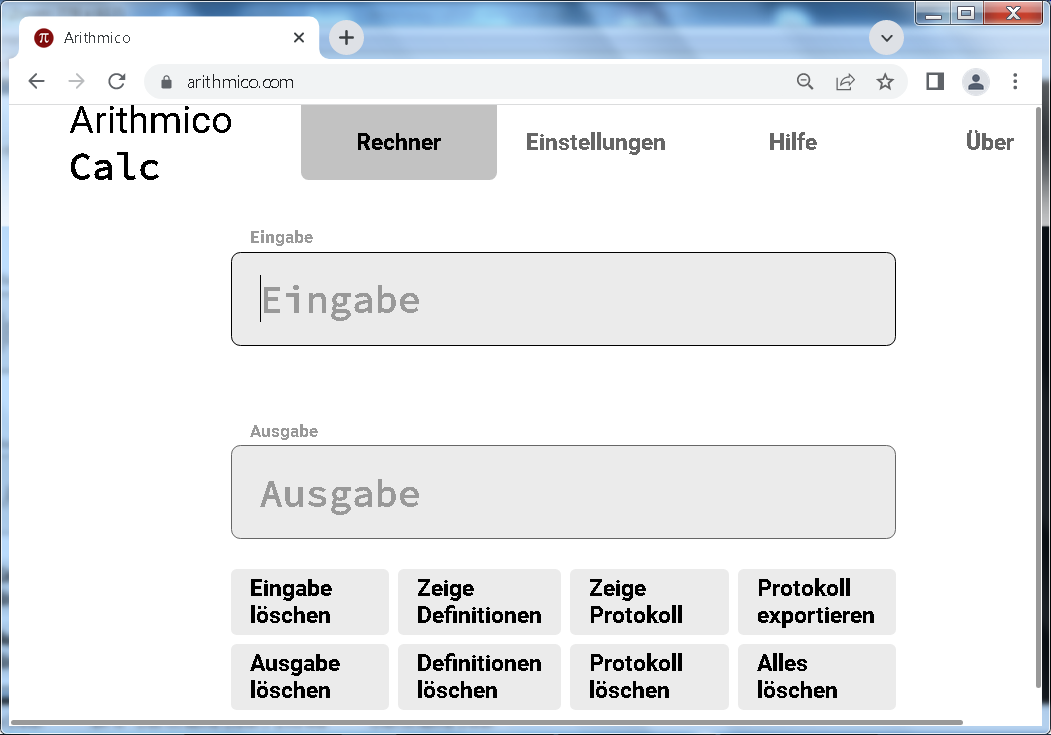 Arithmico
arithmico.com
Arithmico
Calc
Rechner
Einstellungen
Hilfe
Über
Eingabe
Eingabe
Ausgabe
Ausgabe
Eingabe
löschen
Zeige
Definitionen
Zeige
Protokoll
Protokoll
exportieren
Ausgabe
löschen
Definitionen
löschen
Protokoll
löschen
Alles
löschen